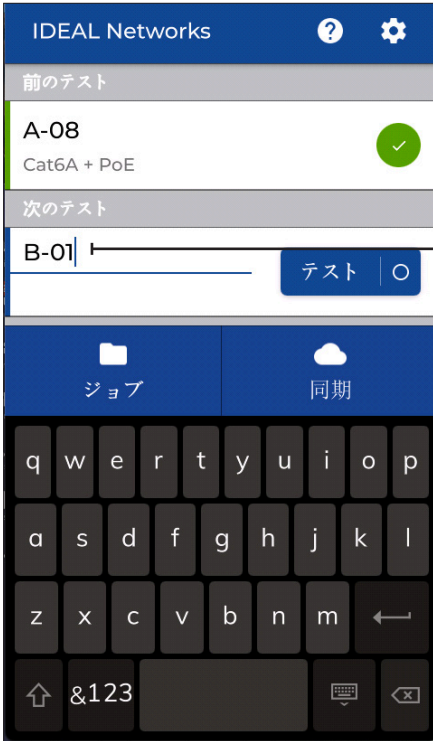 IDEAL Networks
?
前のテスト
A-08
Cat6A + PoE
次のテスト
B-01
テスト
ジョブ
同期
q w e r t y u i o p
a s d f g h j k l
z x c v b n m
&123